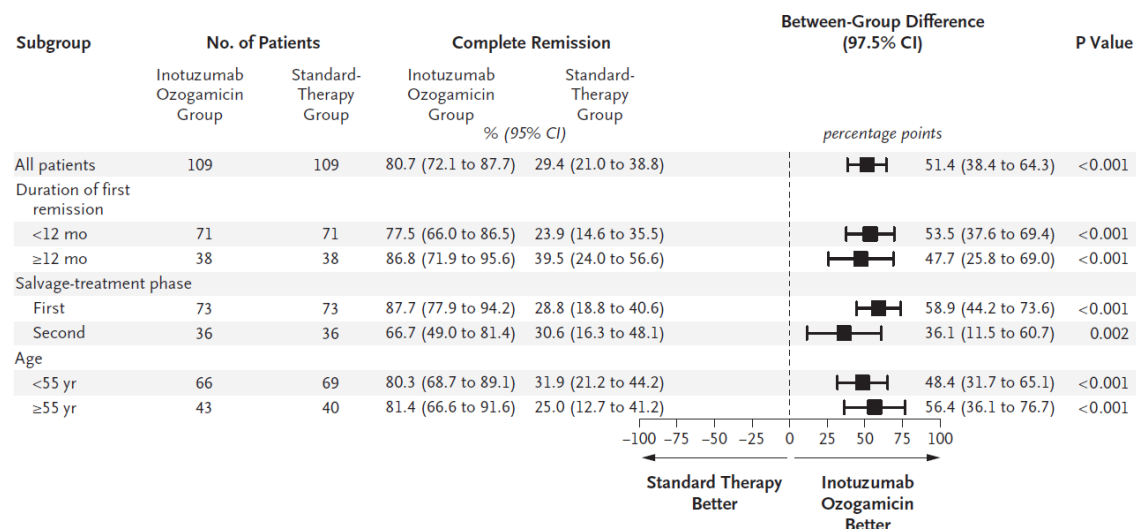 Subgroup No. of Patients Complete Remission Between-Group Difference (97.5% CI) P Value
Inotuzumab Ozogamicin Group Standard-Therapy Group Inotuzumab Ozogamicin Group Standard-Therapy Group
% (95% CI) percentage points
All patients 109 109 80.7 (72.1 to 87.7) 29.4 (21.0 to 38.8) 51.4 (38.4 to 64.3) <0.001
Duration of first
remission
<12 mo 71 71 77.5 (66.0 to 86.5) 23.9 (14.6 to 35.5) 53.5 (37.6 to 69.4) <0.001
≥12 mo 38 38 86.8 (71.9 to 95.6) 39.5 (24.0 to 56.6) 47.7 (25.8 to 69.0) <0.001
Salvage-treatment phase
First 73 73 87.7 (77.9 to 94.2) 28.8 (18.8 to 40.6) 58.9 (44.2 to 73.6) <0.001
Second 36 36 66.7 (49.0 to 81.4) 30.6 (16.3 to 48.1) 36.1 (11.5 to 60.7) 0.002
Age
<55 yr 66 69 80.3 (68.7 to 89.1) 31.9 (21.2 to 44.2) 48.4 (31.7 to 65.1) <0.001
≥55 yr 43 40 81.4 (66.6 to 91.6) 25.0 (12.7 to 41.2) 56.4 (36.1 to 76.7) <0.001
−100 −75 −50 −25 0 25 50 75 100
Standard Therapy
Better
Inotuzumab
Ozogamicin
Better